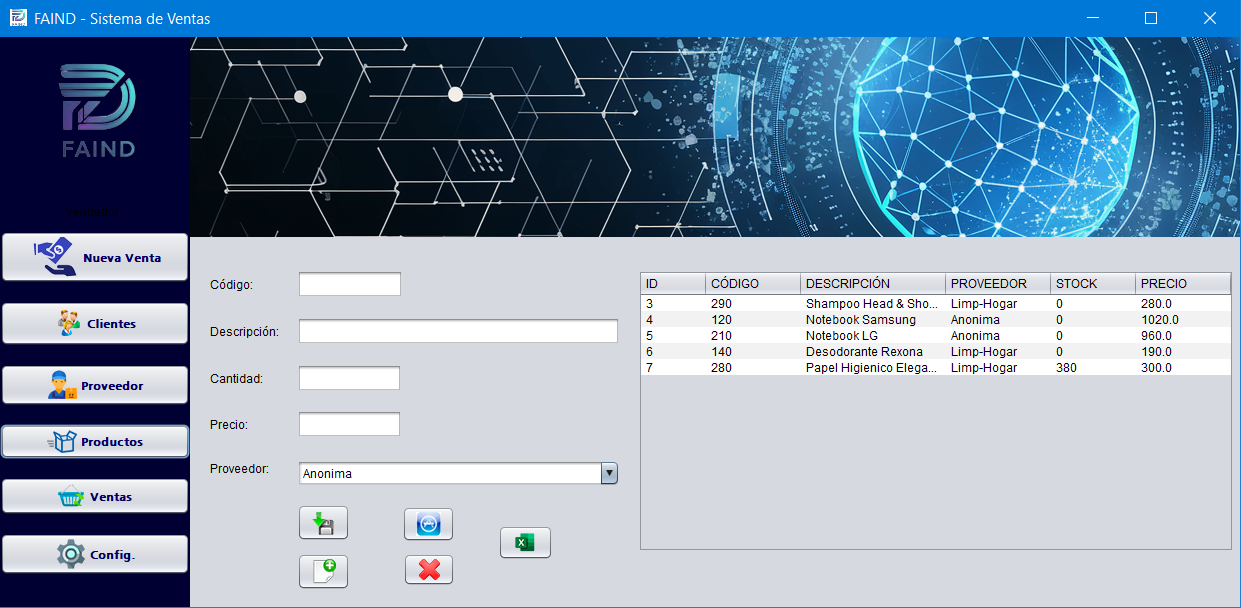 FAIND - Sistema de Ventas
FAIND
Nueva Venta
Clientes
Proveedor
Productos
Ventas
Config.
Código:
Descripción:
Cantidad:
Precio:
Proveedor:
Anonima
ID CÓDIGO DESCRIPCIÓN PROVEEDOR STOCK PRECIO
3 290 Shampoo Head & Sho... Limp-Hogar 0 280.0
4 120 Notebook Samsung Anonima 0 1020.0
5 210 Notebook LG Anonima 0 960.0
6 140 Desodorante Rexona Limp-Hogar 0 190.0
7 280 Papel Higienico Elega... Limp-Hogar 380 300.0